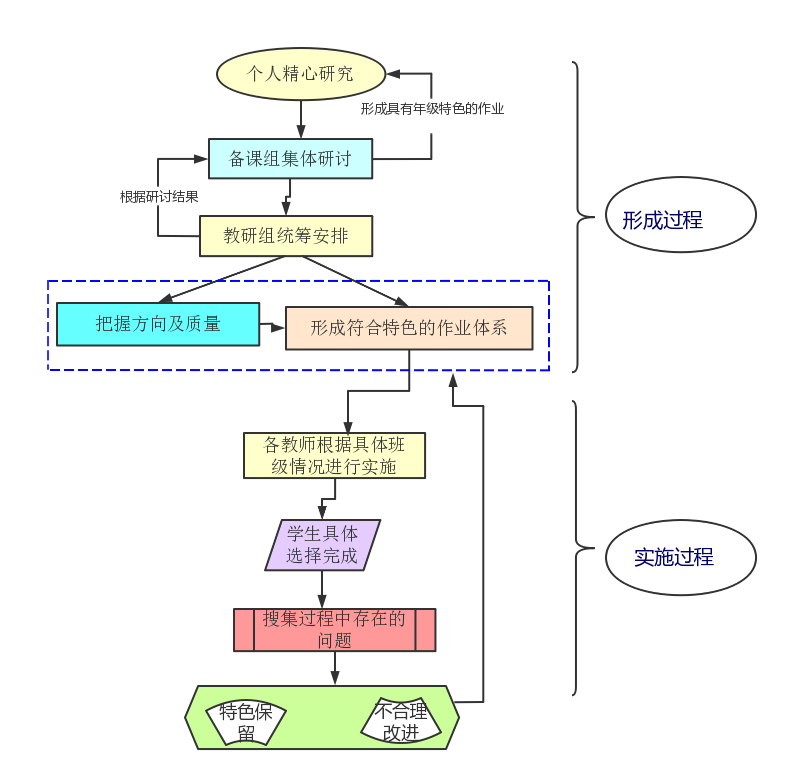 个人精心研究
形成具有年级特色的作业
备课组集体研讨
根据研讨结果
形成过程
教研组统筹安排
把握方向及质量
形成符合特色的作业体系
各教师根据具体班
级情况进行实施
学生具体
选择完成
实施过程
搜集过程中存在的
问题
特色保
留
不合理
改进